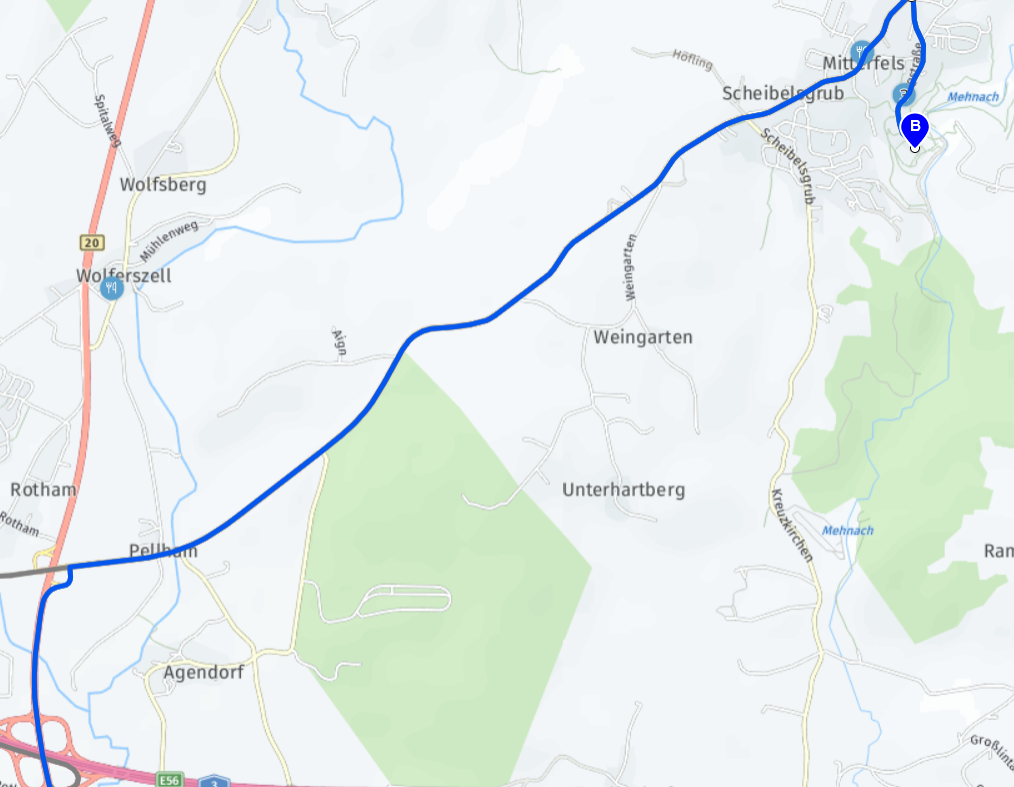 Höfling
Mitterfels
Scheibelsgrub
Mehnach
B
Spitalweg
Scheibelsgrub
Wolfsberg
Mühlenweg
20
Wolferszell
Weingarten
Aign
Weingarten
Rotham
Unterhartberg
Rotham
Kreuzkirchen
Mehnach
Pellham
Agendorf
E56
3